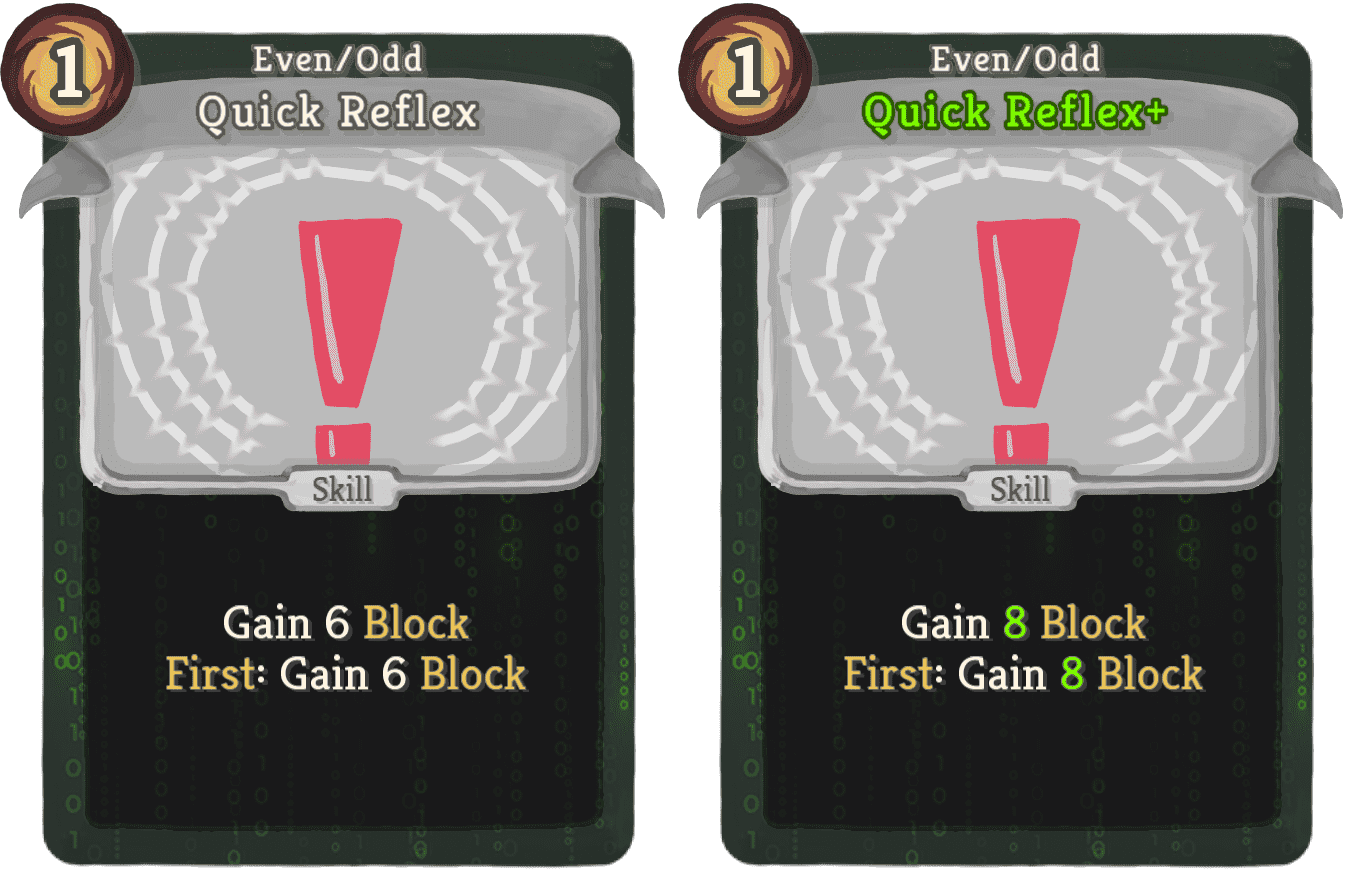 1
Even/Odd
Quick Reflex
Skill
Gain 6 Block
First: Gain 6 Block
1
Even/Odd
Quick Reflex+
Skill
Gain 8 Block
First: Gain 8 Block